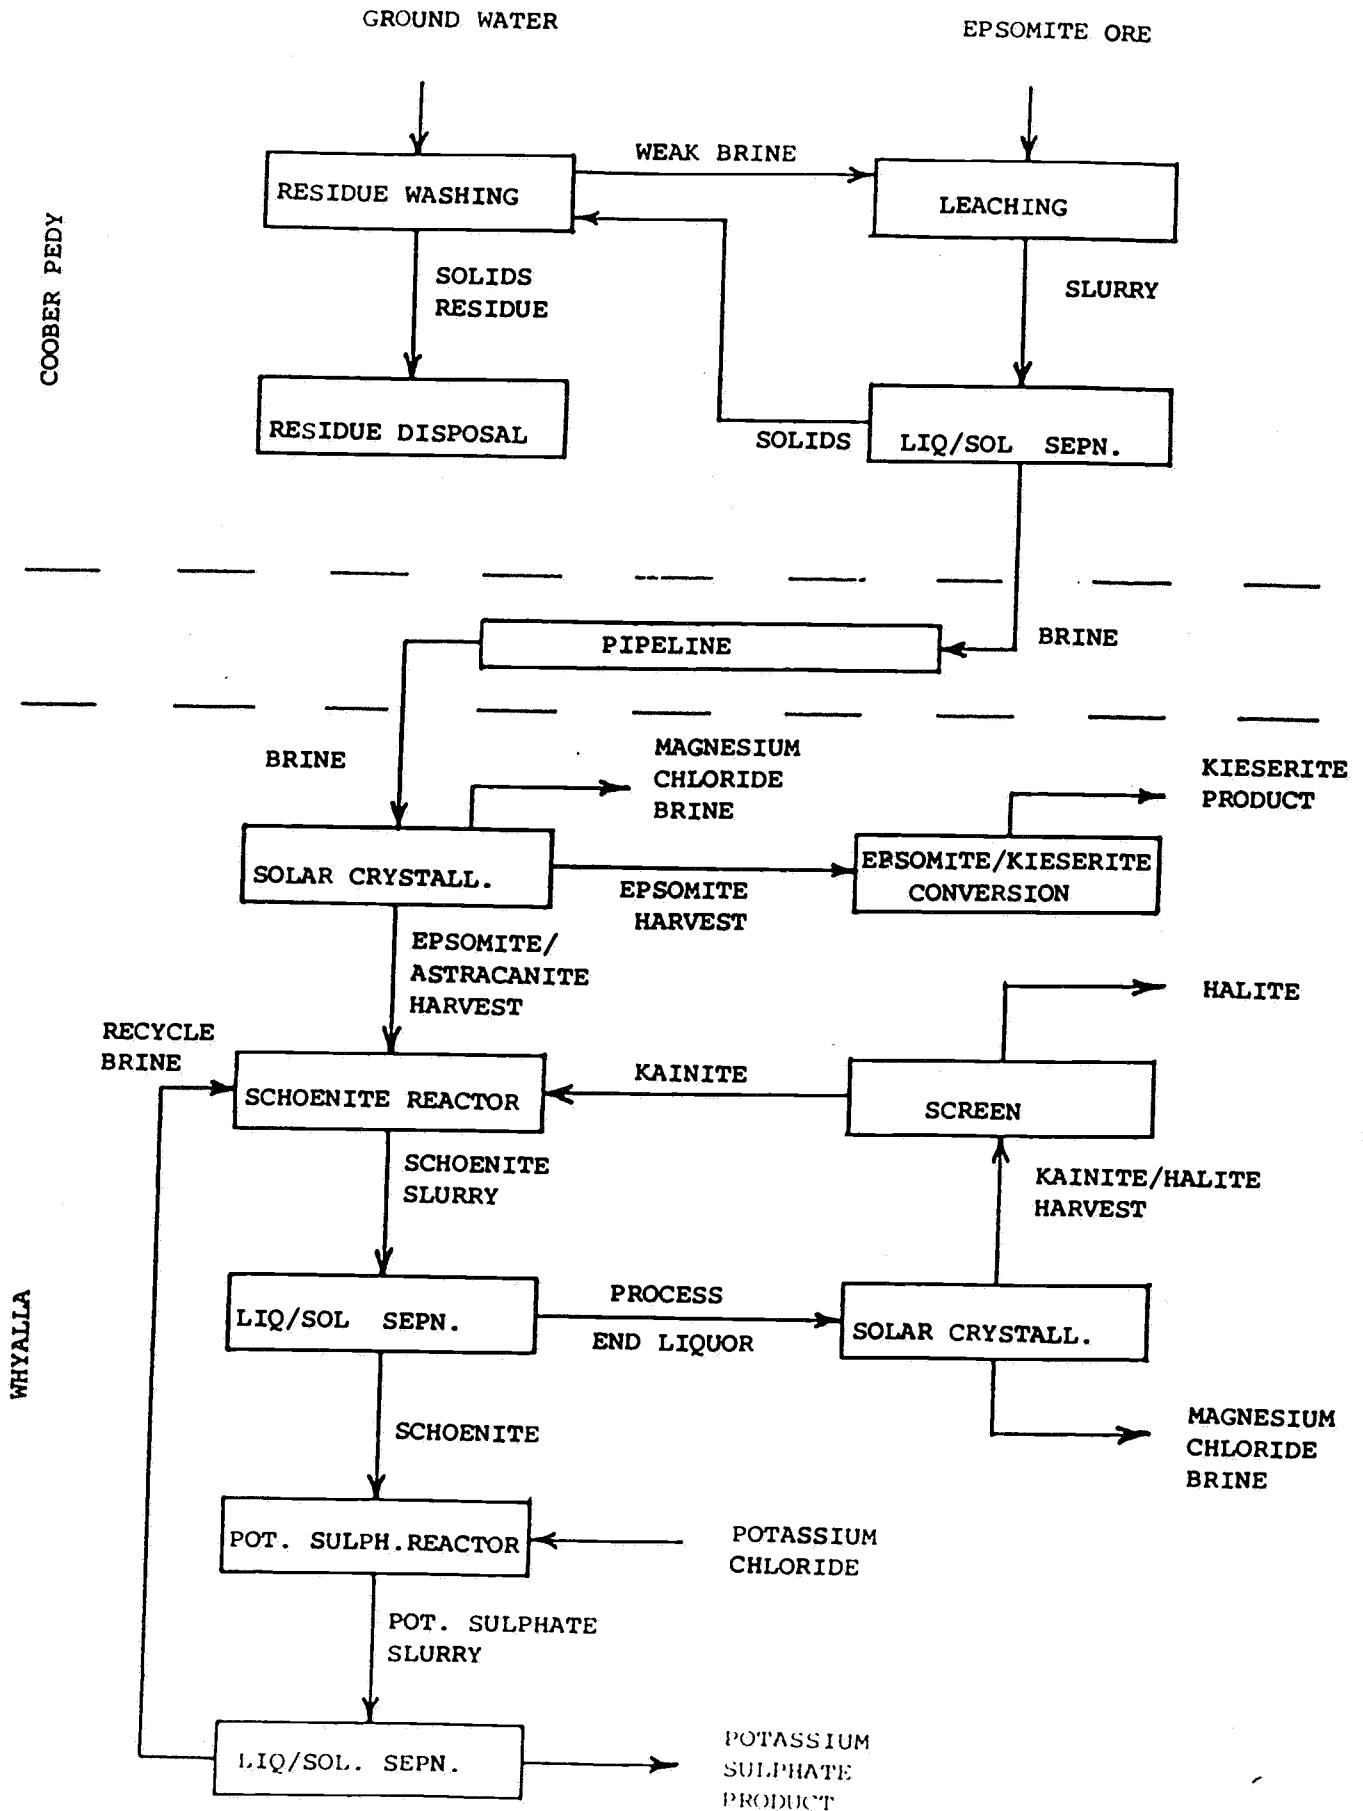 GROUND WATER
EPSOMITE ORE
WEAK BRINE
RESIDUE WASHING
LEACHING
COOBER PEDY
SOLIDS
RESIDUE
SLURRY
RESIDUE DISPOSAL
SOLIDS
LIQ/SOL SEPN.
PIPELINE
BRINE
BRINE
MAGNESIUM
CHLORIDE
BRINE
KIESERITE
PRODUCT
SOLAR CRYSTALL.
EPSOMITE
HARVEST
EPSOMITE/KIESERITE
CONVERSION
EPSOMITE/
ASTRACANITE
HARVEST
HALITE
RECYCLE
BRINE
SCHOENITE REACTOR
KAINITE
SCREEN
SCHOENITE
SLURRY
KAINITE/HALITE
HARVEST
WHYALLA
LIQ/SOL SEPN.
PROCESS
END LIQUOR
SOLAR CRYSTALL.
SCHOENITE
MAGNESIUM
CHLORIDE
BRINE
POT. SULPH.REACTOR
POTASSIUM
CHLORIDE
POT. SULPHATE
SLURRY
LIQ/SOL. SEPN.
POTASSIUM
SULPHATE
PRODUCT